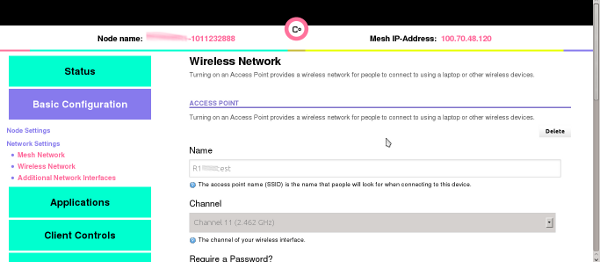 Node name: -1011232888
Mesh IP-Address: 100.70.48.120
Status
Basic Configuration
Node Settings
Network Settings
Mesh Network
Wireless Network
Additional Network Interfaces
Applications
Client Controls
Wireless Network
Turning on an Access Point provides a wireless network for people to connect to using a laptop or other wireless devices.
ACCESS POINT
Turning on an Access Point provides a wireless network for people to connect to using a laptop or other wireless devices.
Delete
Name
The access point name (SSID) is the name that people will look for when connecting to this device.
Channel
Channel 11 (2.462 GHz)
The channel of your wireless interface.
Require a Password?